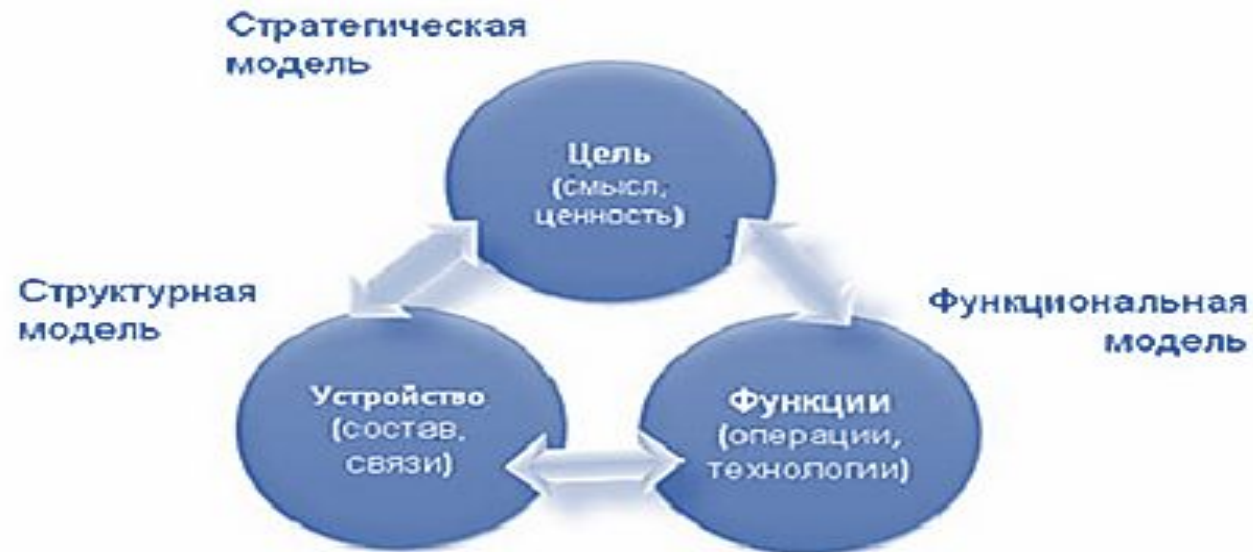 Стратегическая
модель
Цель
(смысл,
ценность)
Структурная
модель
Функциональная
модель
Устройство
(состав,
связи)
Функции
(операции,
технологии)